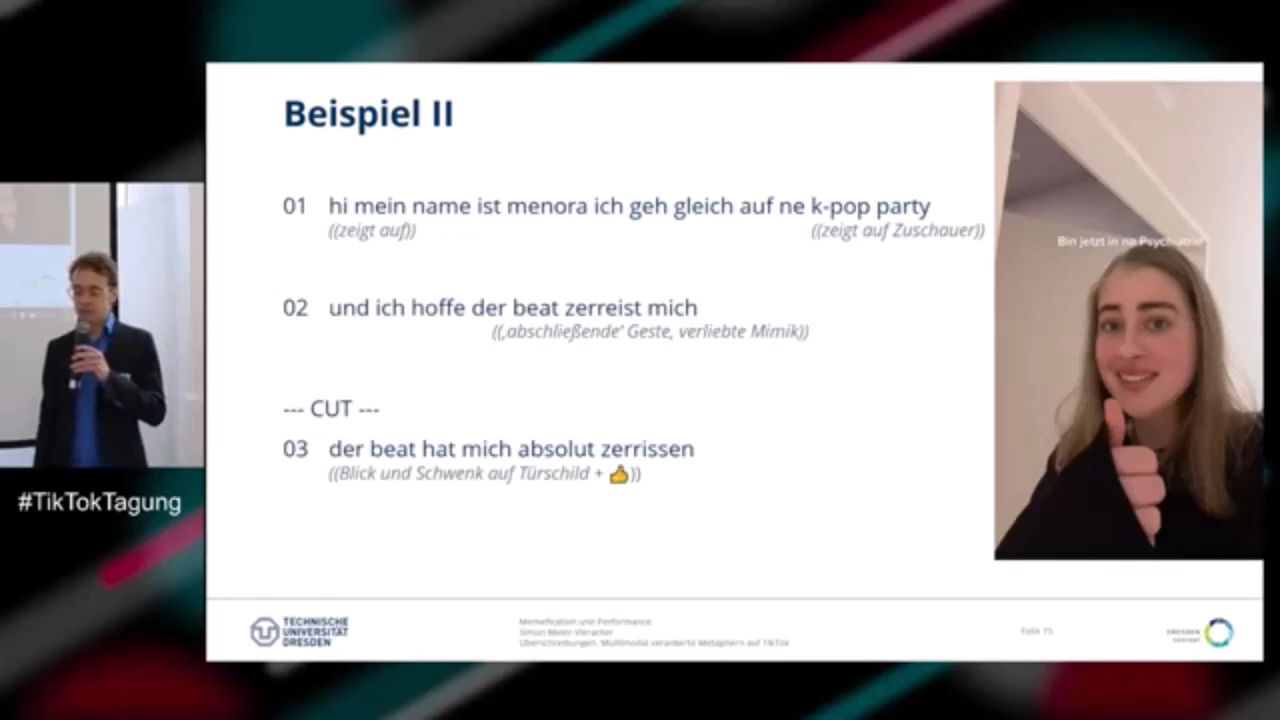 Beispiel II
01 hi mein name ist menora ich geh gleich auf ne k-pop party
((zeigt auf)) ((zeigt auf Zuschauer))
02 und ich hoffe der beat zerreist mich
((‚abschließende‘ Geste, verliebte Mimik))
--- CUT ---
03 der beat hat mich absolut zerrissen
((Blick und Schwenk auf Türschild + 👍))
Bin jetzt in na Psychiatrie
#TikTokTagung
TECHNISCHE
UNIVERSITÄT
DRESDEN
Memefication und Performance
Simon Meier-Vieracker
Überschreibungen. Multimodal verankerte Metaphern auf TikTok
Folie 15
DRESDEN
concept